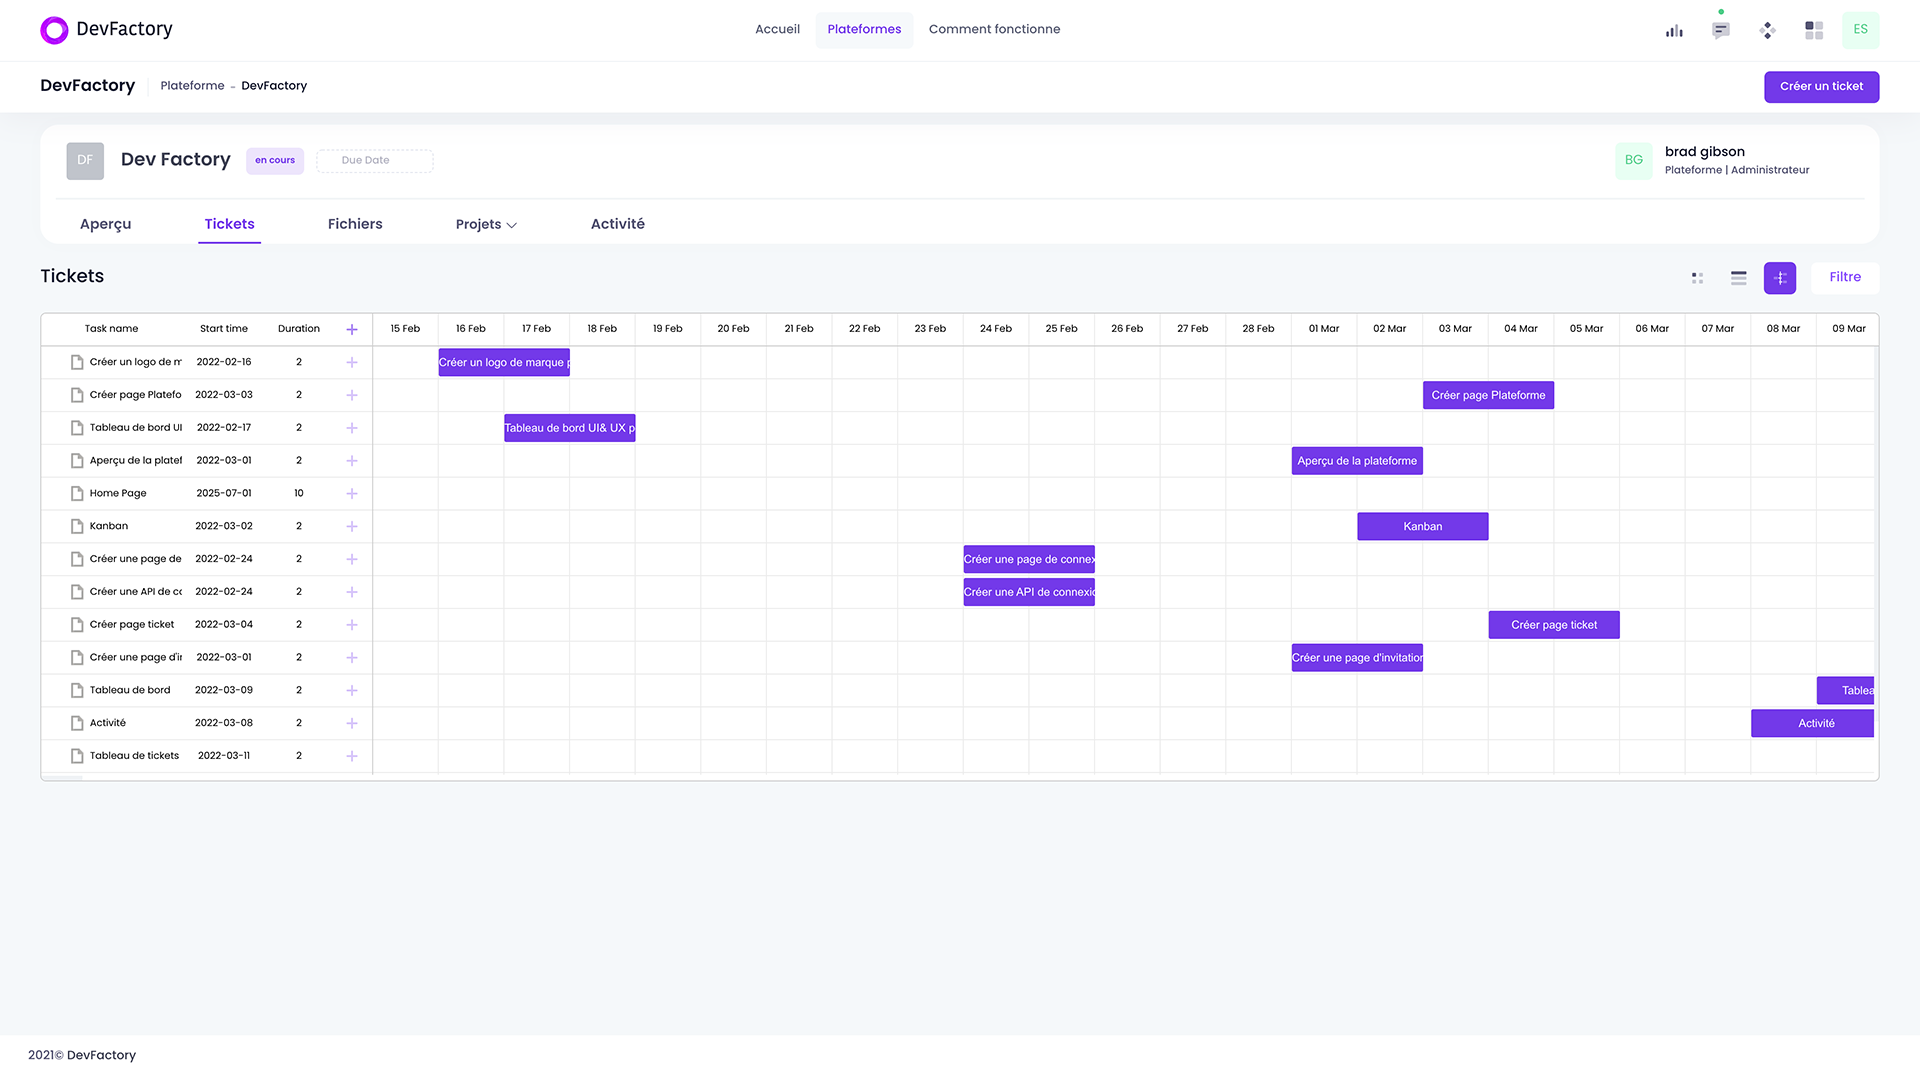 DevFactory
Accueil
Plateformes
Comment fonctionne
ES
DevFactory
Plateforme - DevFactory
Créer un ticket
DF
Dev Factory
en cours
Due Date
BG
brad gibson
Plateforme | Administrateur
Aperçu
Tickets
Fichiers
Projets
Activité
Tickets
Filtre
Task name Start time Duration 15 Feb 16 Feb 17 Feb 18 Feb 19 Feb 20 Feb 21 Feb 22 Feb 23 Feb 24 Feb 25 Feb 26 Feb 27 Feb 28 Feb 01 Mar 02 Mar 03 Mar 04 Mar 05 Mar 06 Mar 07 Mar 08 Mar 09 Mar
Créer un logo de m 2022-02-16 2 Créer un logo de marque p
Créer page Platefo 2022-03-03 2 Créer page Plateforme
Tableau de bord UI 2022-02-17 2 Tableau de bord UI& UX p
Aperçu de la platef 2022-03-01 2 Aperçu de la plateforme
Home Page 2025-07-01 10
Kanban 2022-03-02 2 Kanban
Créer une page de 2022-02-24 2 Créer une page de connex
Créer une API de co 2022-02-24 2 Créer une API de connexio
Créer page ticket 2022-03-04 2 Créer page ticket
Créer une page d'in 2022-03-01 2 Créer une page d'invitation
Tableau de bord 2022-03-09 2 Tablea
Activité 2022-03-08 2 Activité
Tableau de tickets 2022-03-11 2
2021© DevFactory